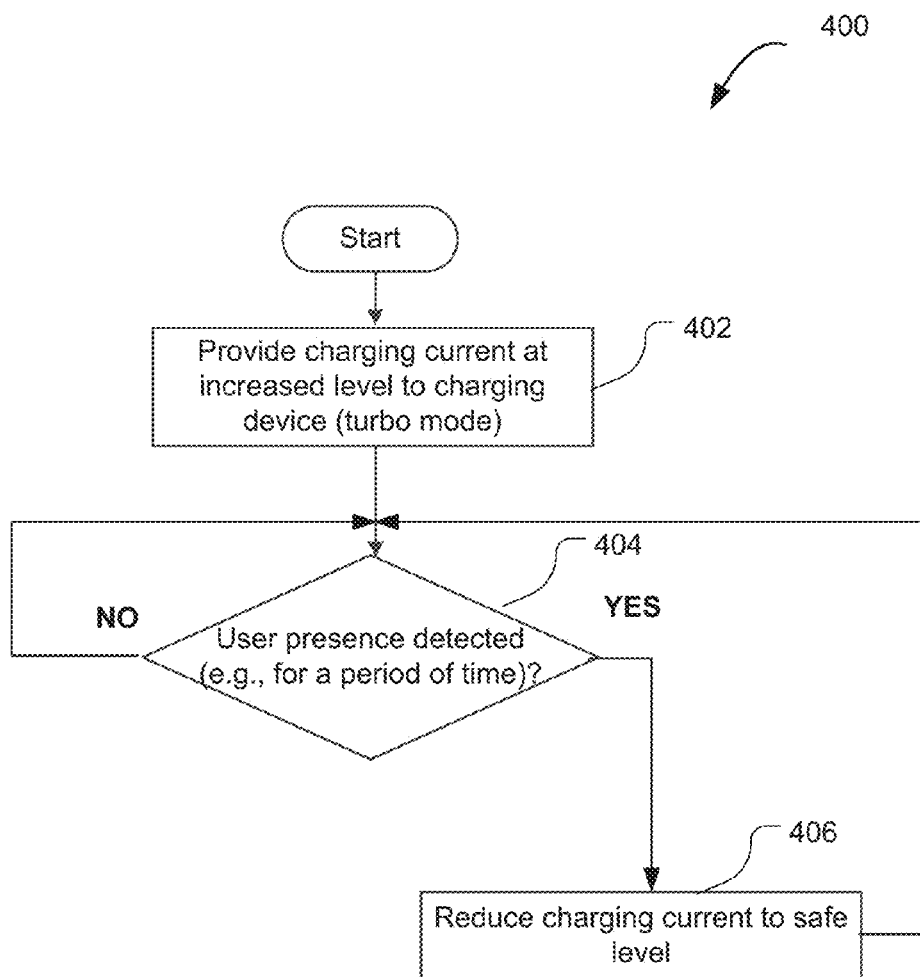 400
Start
402
Provide charging current at
increased level to charging
device (turbo mode)
404
NO
YES
User presence detected
(e.g., for a period of time)?
406
Reduce charging current to safe
level